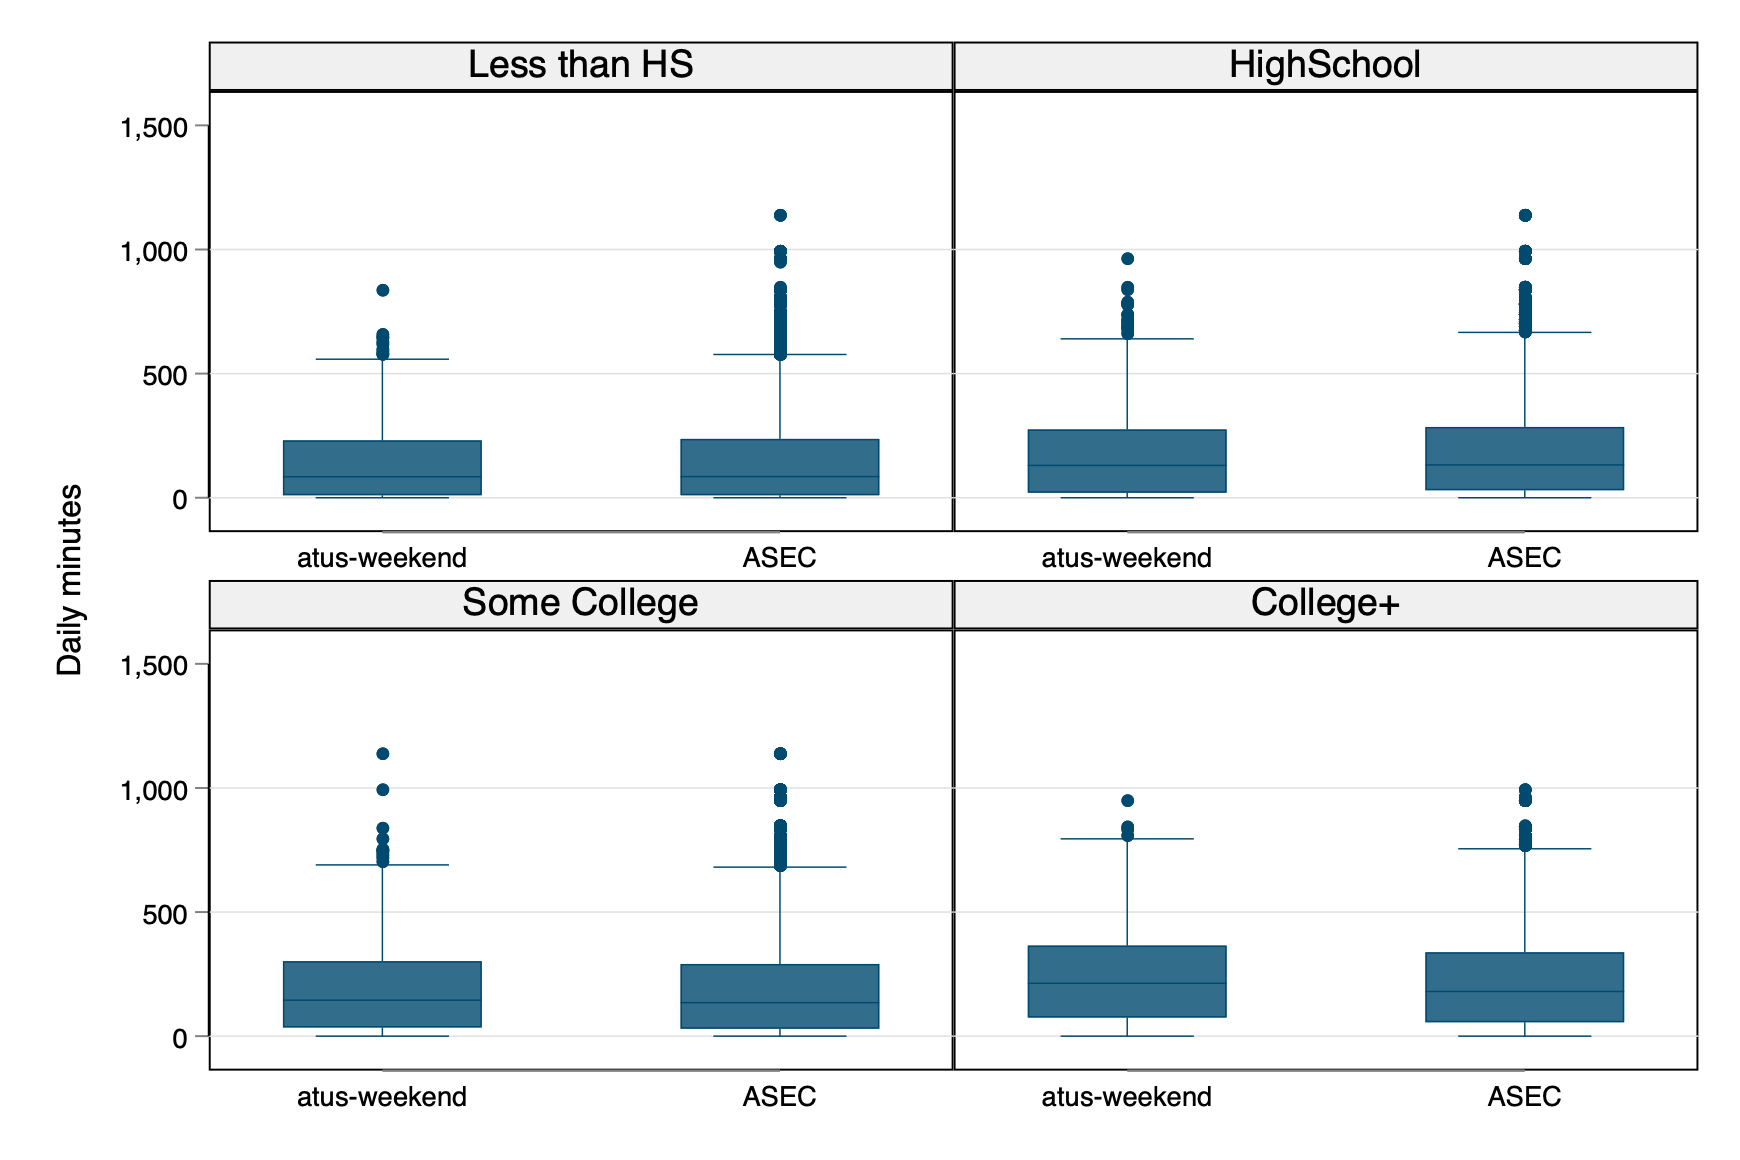 Daily minutes
Less than HS
HighSchool
1,500
1,000
500
0
atus-weekend
ASEC
atus-weekend
ASEC
Some College
College+
1,500
1,000
500
0
atus-weekend
ASEC
atus-weekend
ASEC